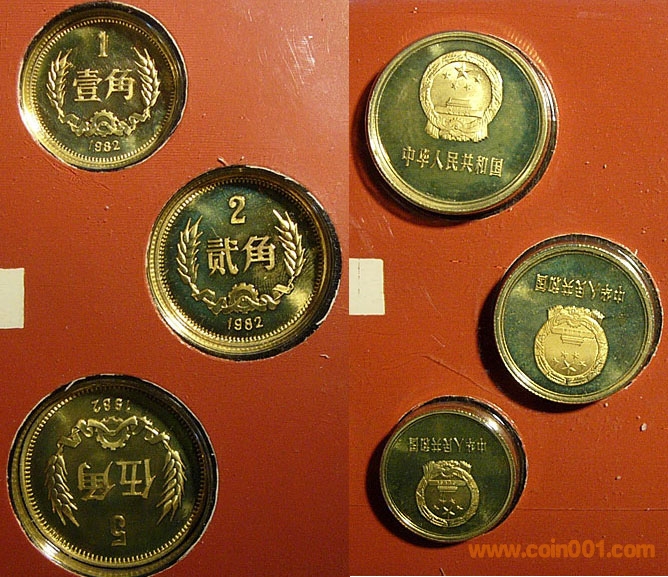 1
壹角
1982
2
贰角
1982
5
伍角
1982
中华人民共和国
中华人民共和国
中华人民共和国
www.coin001.com